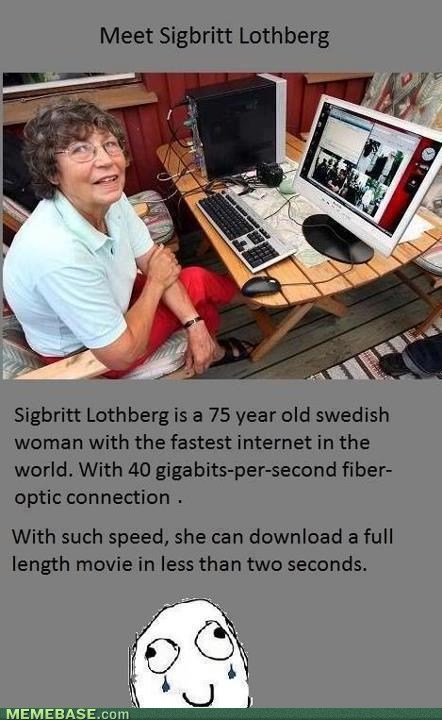 Meet Sigbritt Lothberg
Sigbritt Lothberg is a 75 year old swedish
woman with the fastest internet in the
world. With 40 gigabits-per-second fiber-
optic connection .
With such speed, she can download a full
length movie in less than two seconds.
MEMEBASE.com